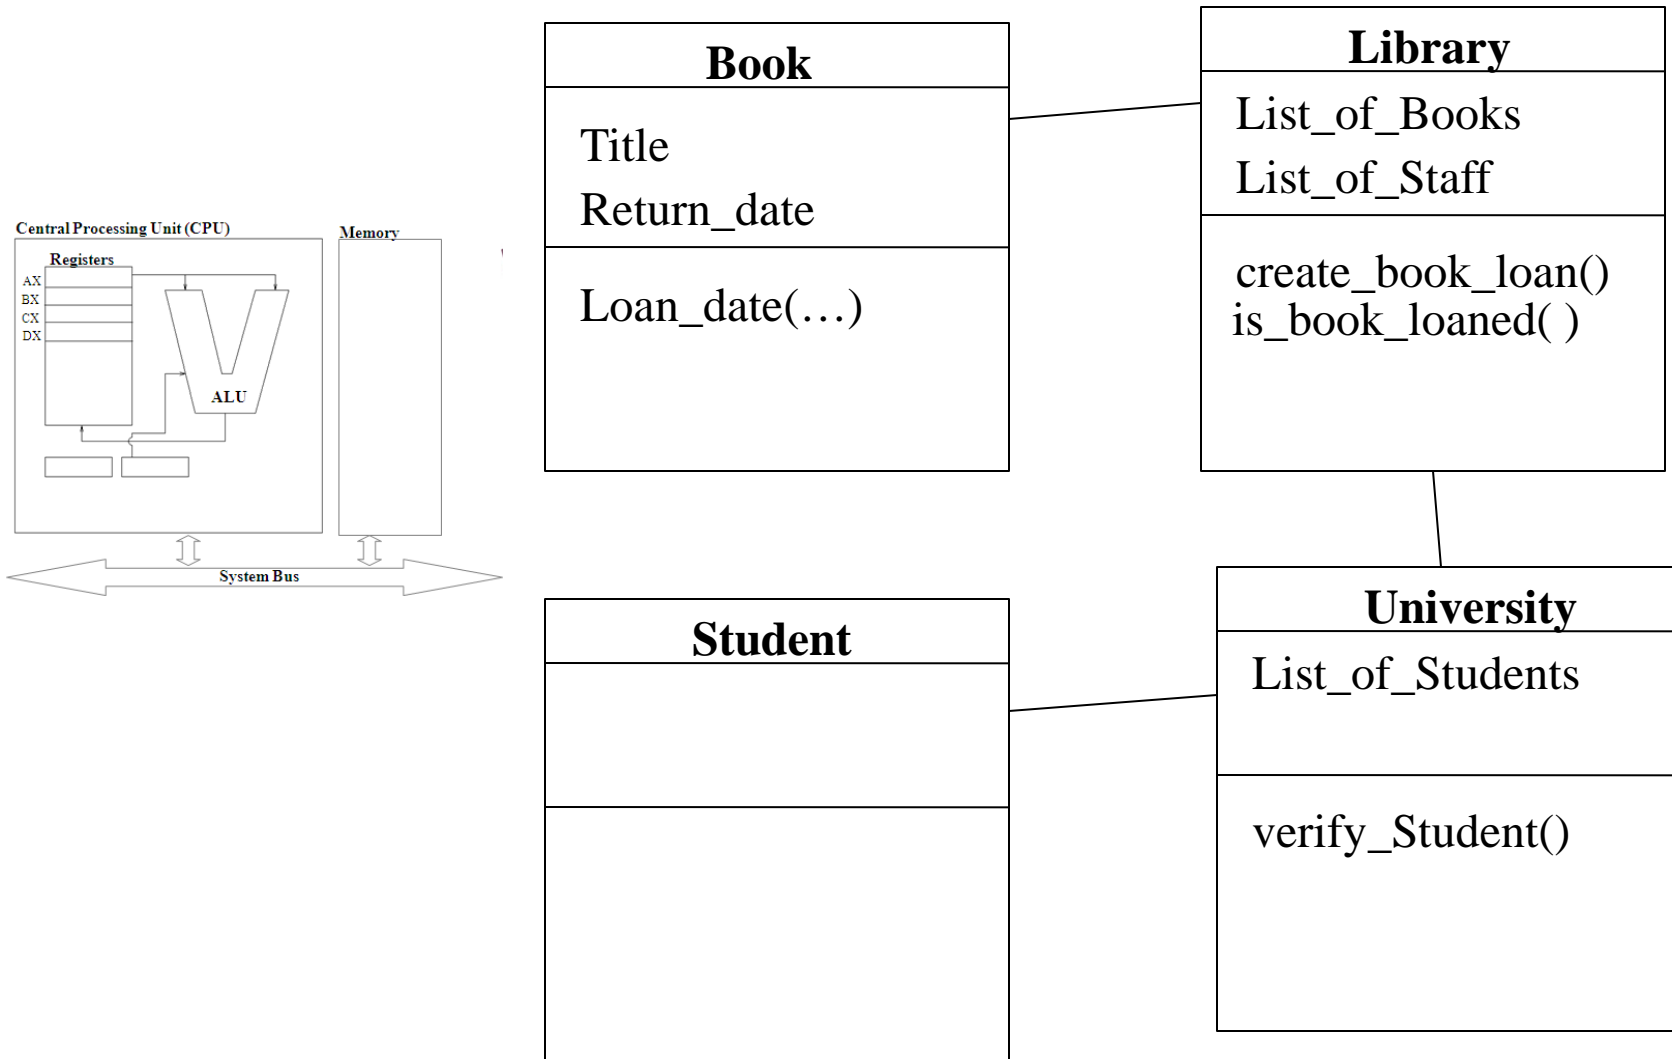 Central Processing Unit (CPU)
Memory
Registers
AX
BX
CX
DX
ALU
System Bus
Book
Title
Return_date
Loan_date(…)
Library
List_of_Books
List_of_Staff
create_book_loan()
is_book_loaned( )
Student
University
List_of_Students
verify_Student()